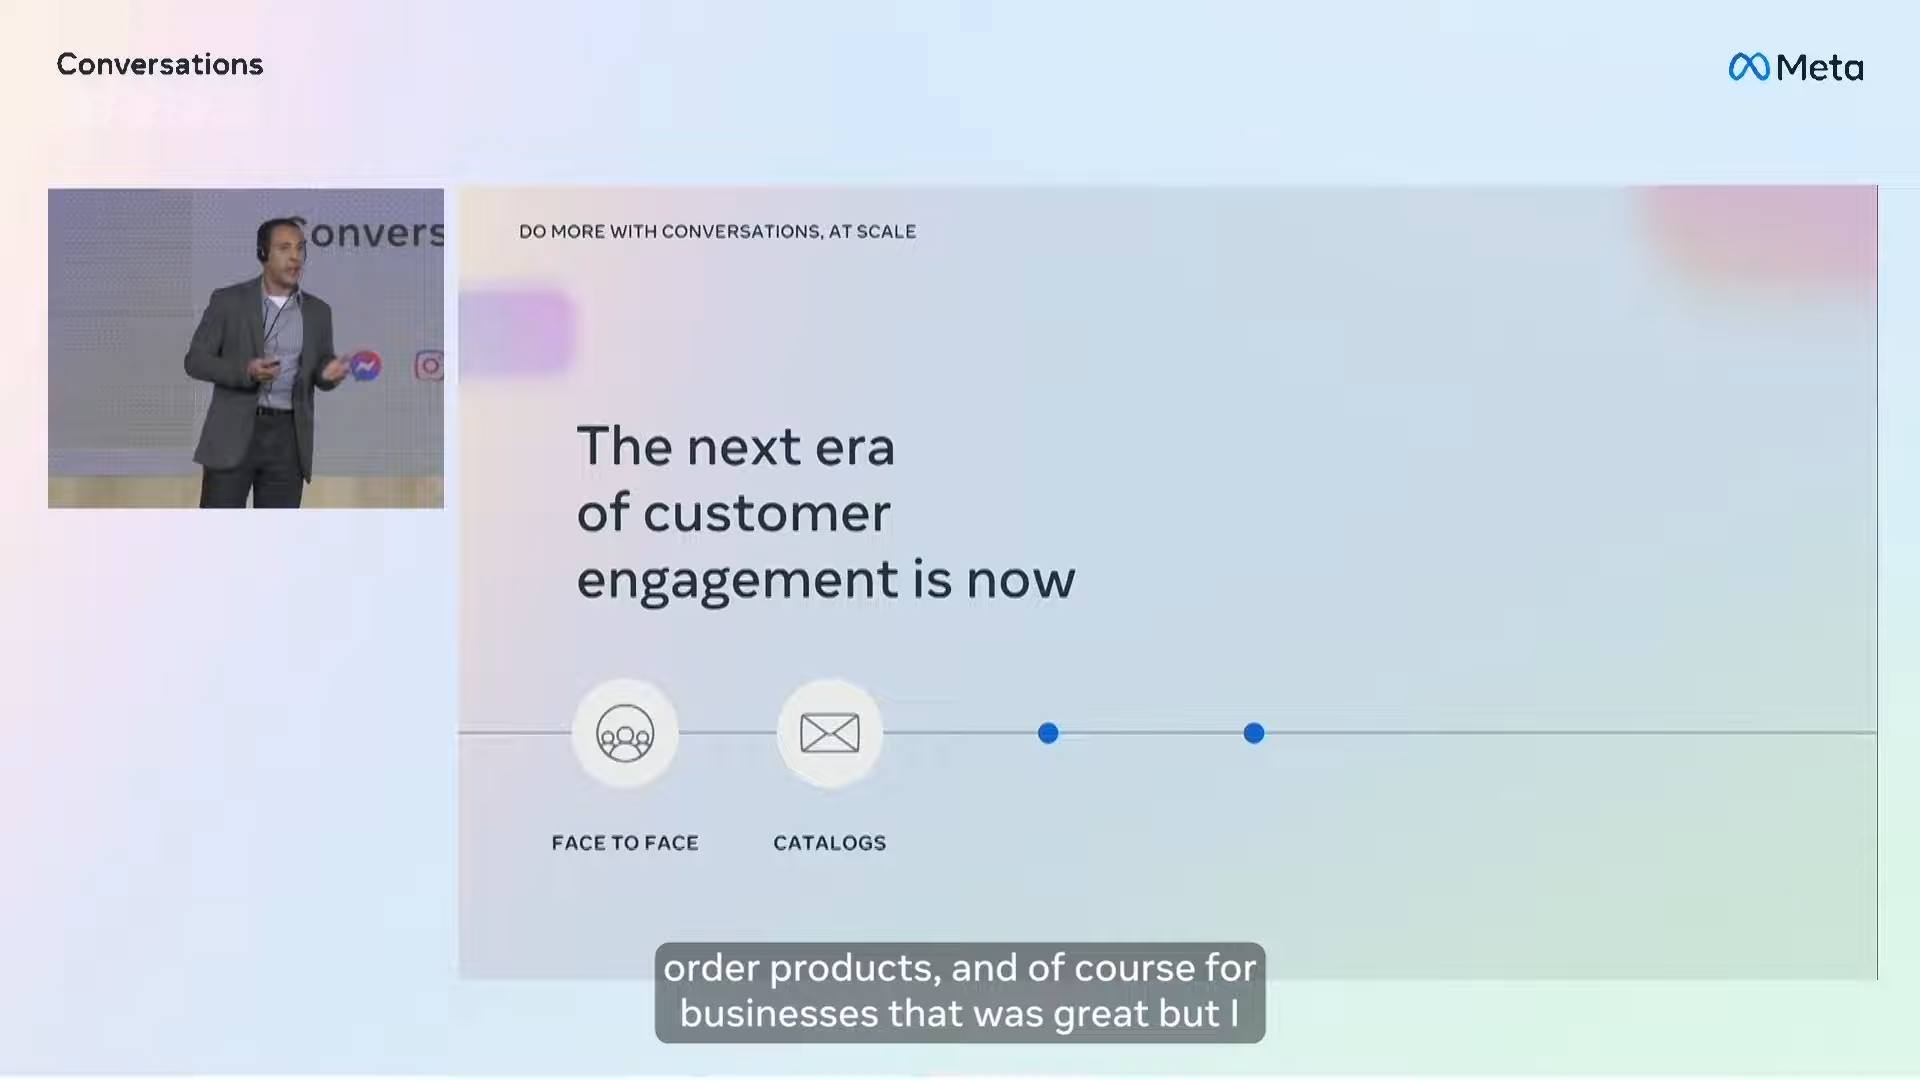 Conversations
Meta
Convers
DO MORE WITH CONVERSATIONS, AT SCALE
The next era
of customer
engagement is now
FACE TO FACE
CATALOGS
order products, and of course for
businesses that was great but I